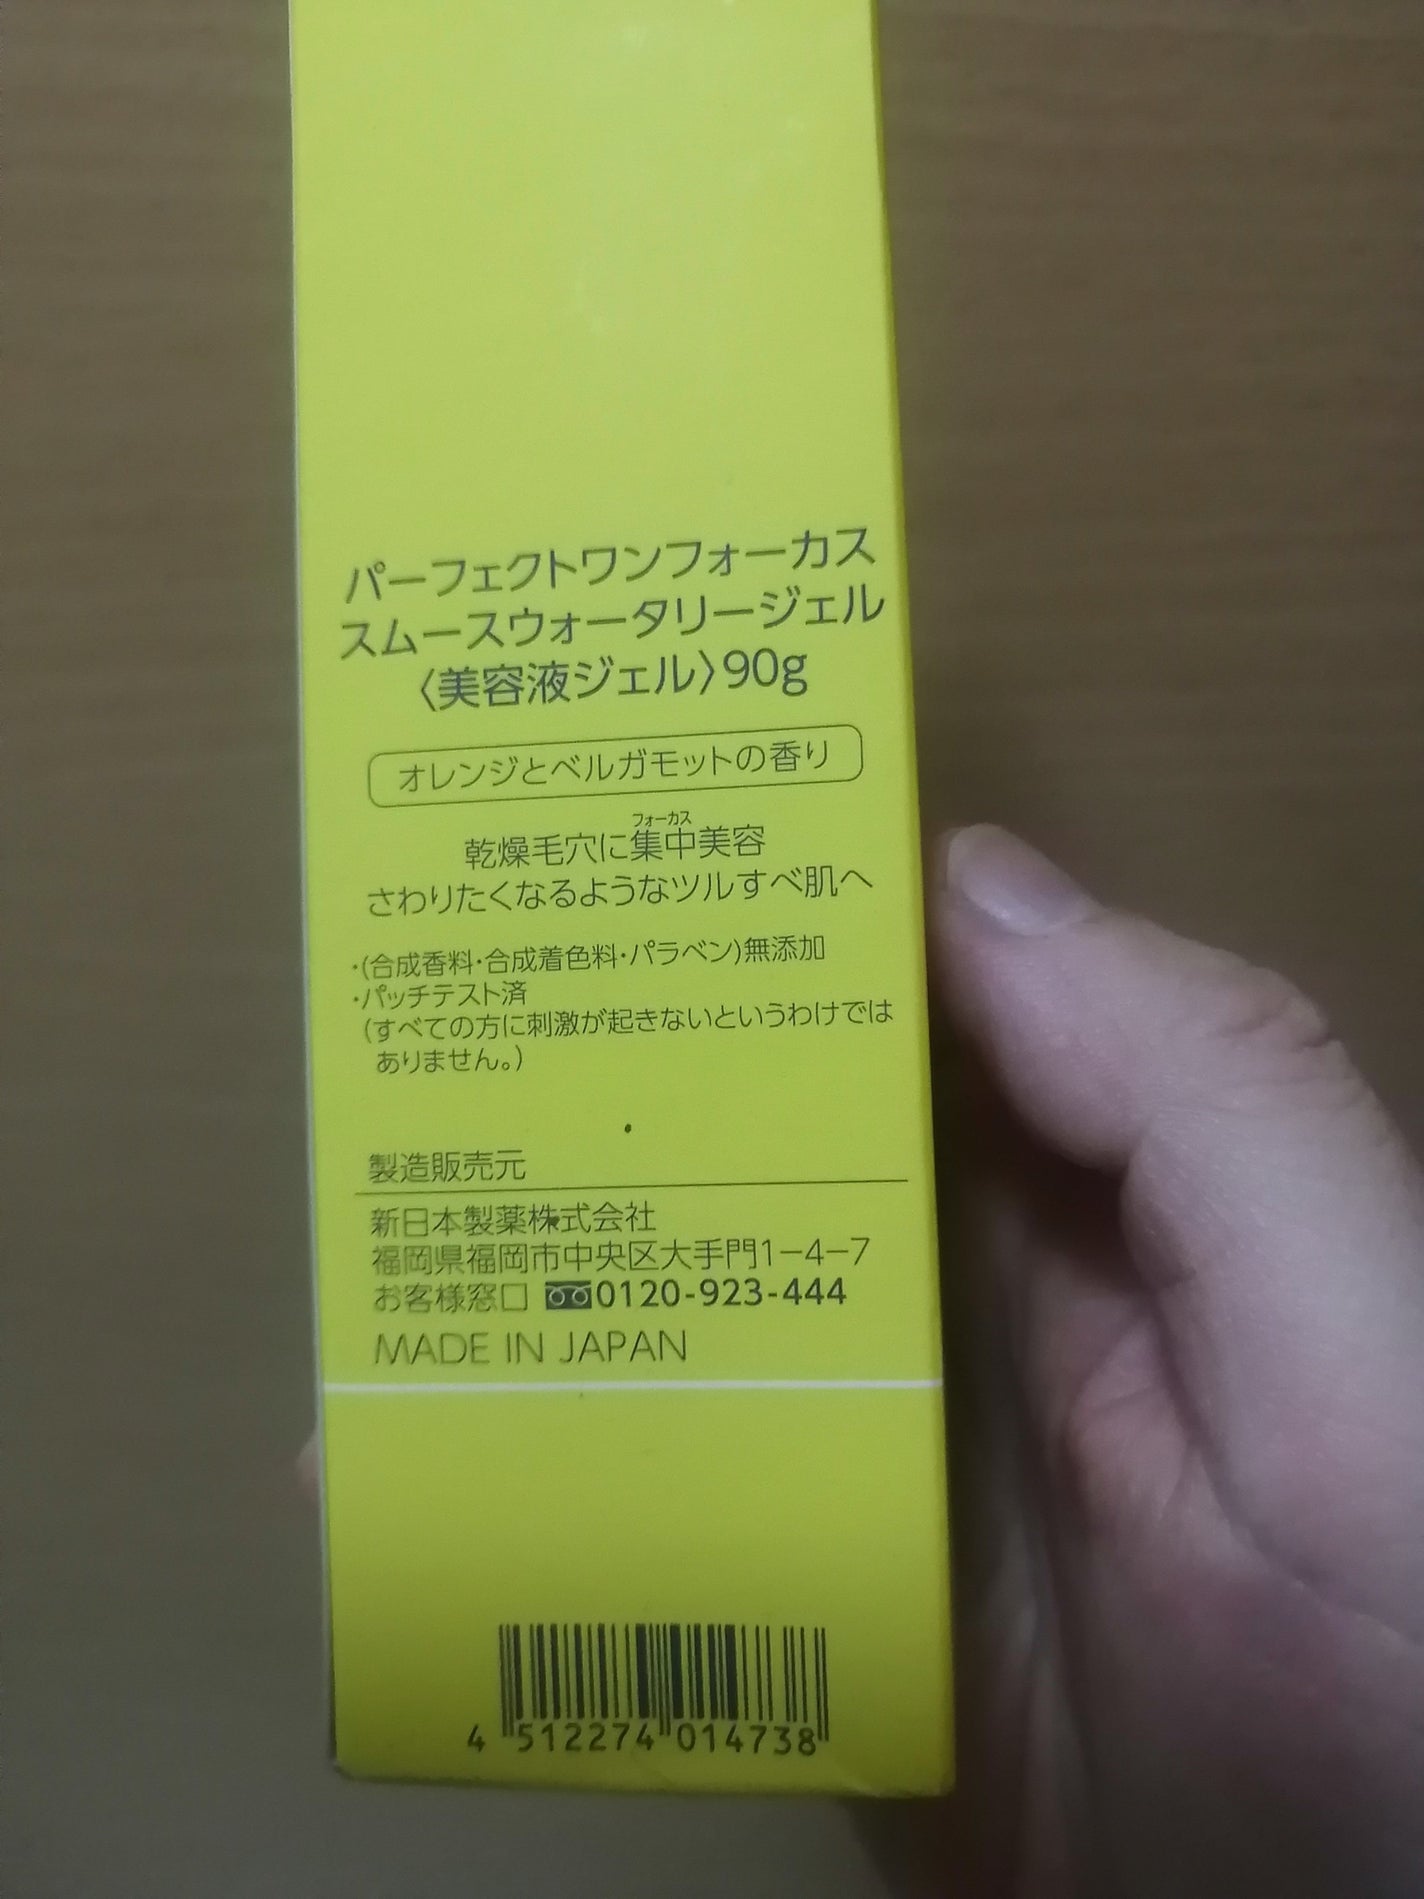 パーフェクトワンフォーカス
スムースウォータリージェル
〈美容液ジェル〉90g
オレンジとベルガモットの香り
フォーカス
乾燥毛穴に集中美容
さわりたくなるようなツルすべ肌へ
・(合成香料・合成着色料・パラベン)無添加
・パッチテスト済
(すべての方に刺激が起きないというわけでは
ありません。)
製造販売元
新日本製薬株式会社
福岡県福岡市中央区大手門1−4−7
お客様窓口 0120-923-444
MADE IN JAPAN
4 512274 014738